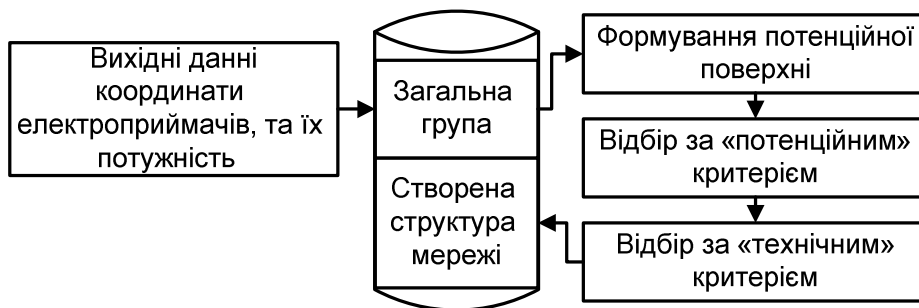 Вихідні данні
координати
електроприймачів, та їх
потужність
Загальна
група
Створена
структура
мережі
Формування потенційної
поверхні
Відбір за «потенційним»
критерієм
Відбір за «технічним»
критерієм